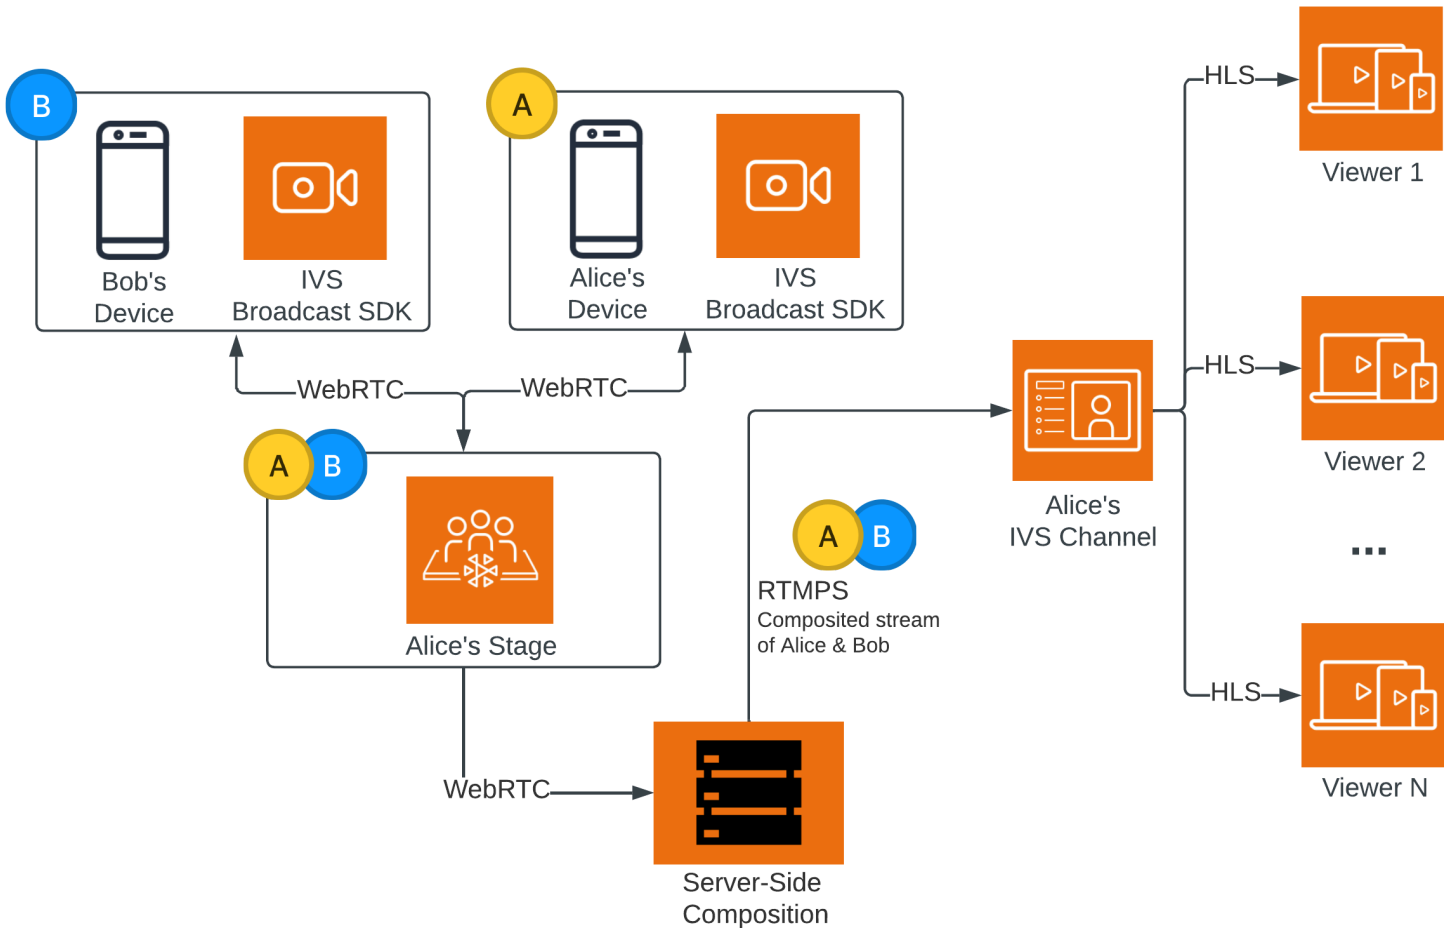 B
Bob's
Device
IVS
Broadcast SDK
A
Alice's
Device
IVS
Broadcast SDK
WebRTC
WebRTC
A
B
Alice's Stage
WebRTC
Server-Side
Composition
A
B
RTMPS
Composited stream
of Alice & Bob
Alice's
IVS Channel
HLS
Viewer 1
HLS
Viewer 2
...
HLS
Viewer N